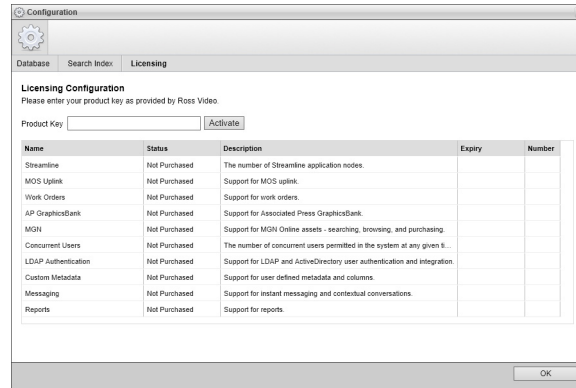 Configuration
Database Search Index Licensing
Licensing Configuration
Please enter your product key as provided by Ross Video.
Product Key Activate
Name Status Description Expiry Number
Streamline Not Purchased The number of Streamline application nodes.
MOS Uplink Not Purchased Support for MOS uplink.
Work Orders Not Purchased Support for work orders.
AP GraphicsBank Not Purchased Support for Associated Press GraphicsBank.
MGN Not Purchased Support for MGN Online assets - searching, browsing, and purchasing.
Concurrent Users Not Purchased The number of concurrent users permitted in the system at any given ti...
LDAP Authentication Not Purchased Support for LDAP and ActiveDirectory user authentication and integration.
Custom Metadata Not Purchased Support for user defined metadata and columns.
Messaging Not Purchased Support for instant messaging and contextual conversations.
Reports Not Purchased Support for reports.
OK